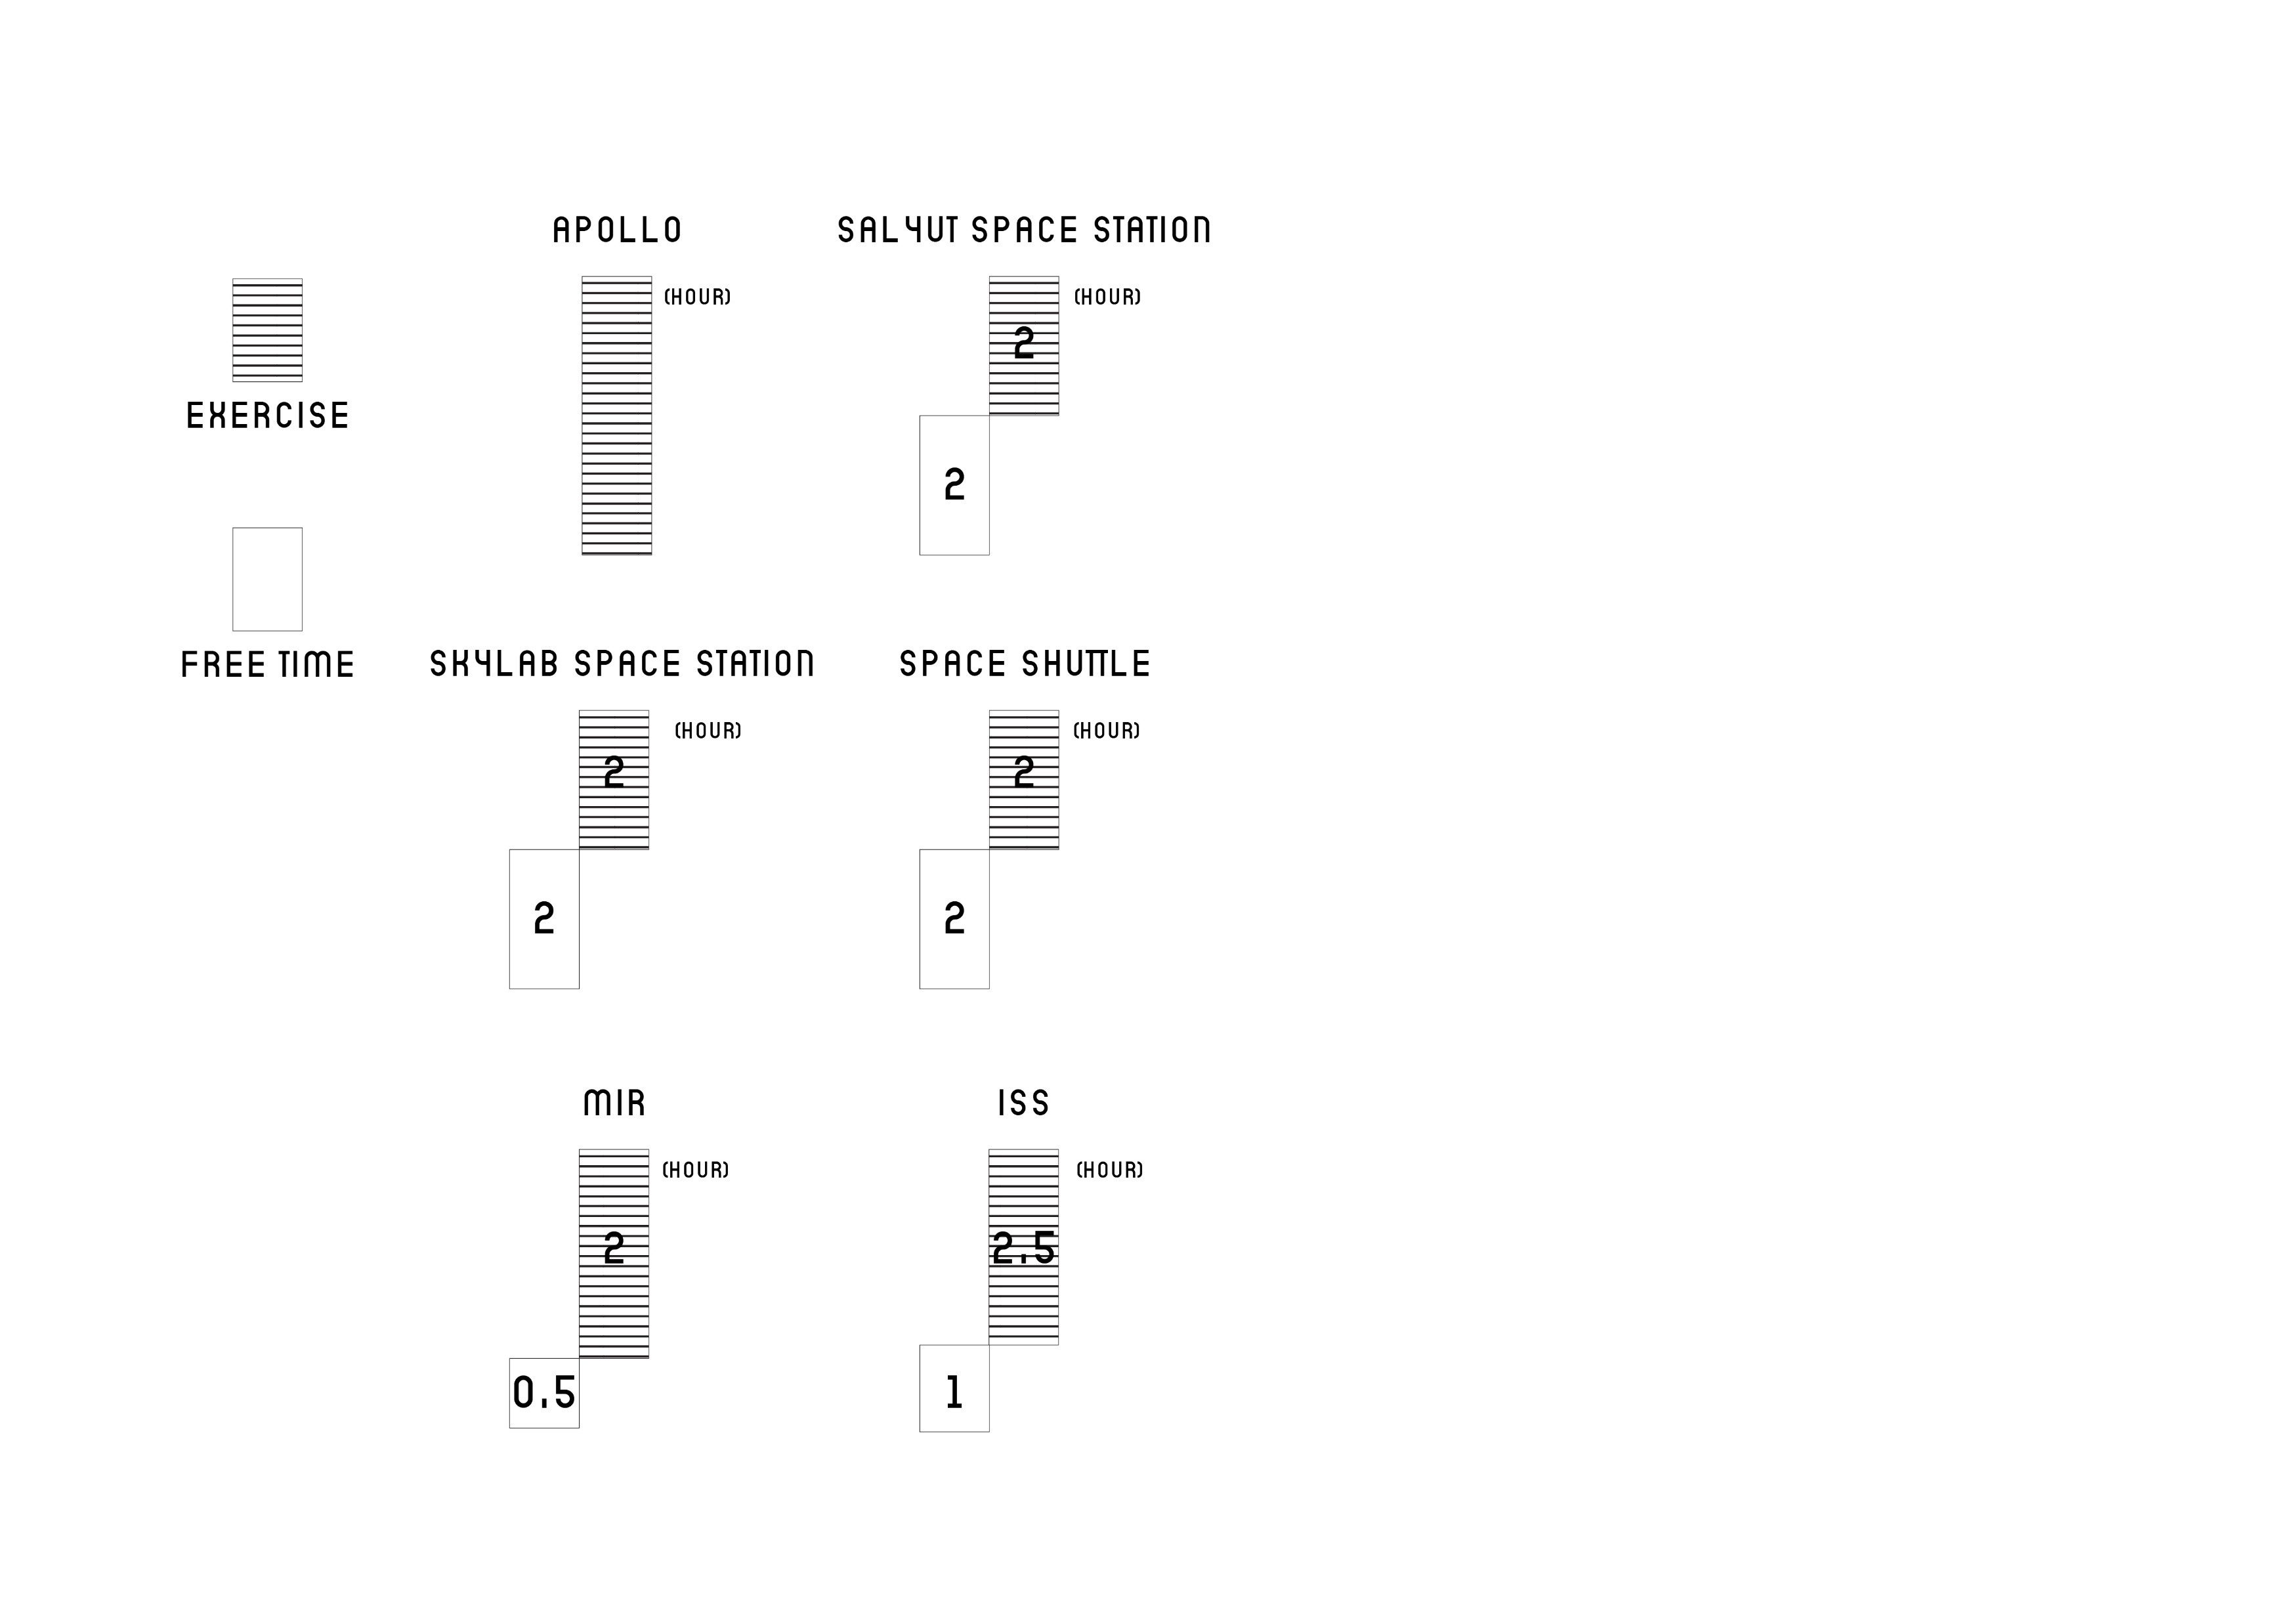 APOLLO
(HOUR)
SALYUT SPACE STATION
(HOUR)
2
2
EXERCISE
FREE TIME
SKYLAB SPACE STATION
(HOUR)
2
2
SPACE SHUTTLE
(HOUR)
2
2
MIR
(HOUR)
2
0.5
ISS
(HOUR)
2.5
1